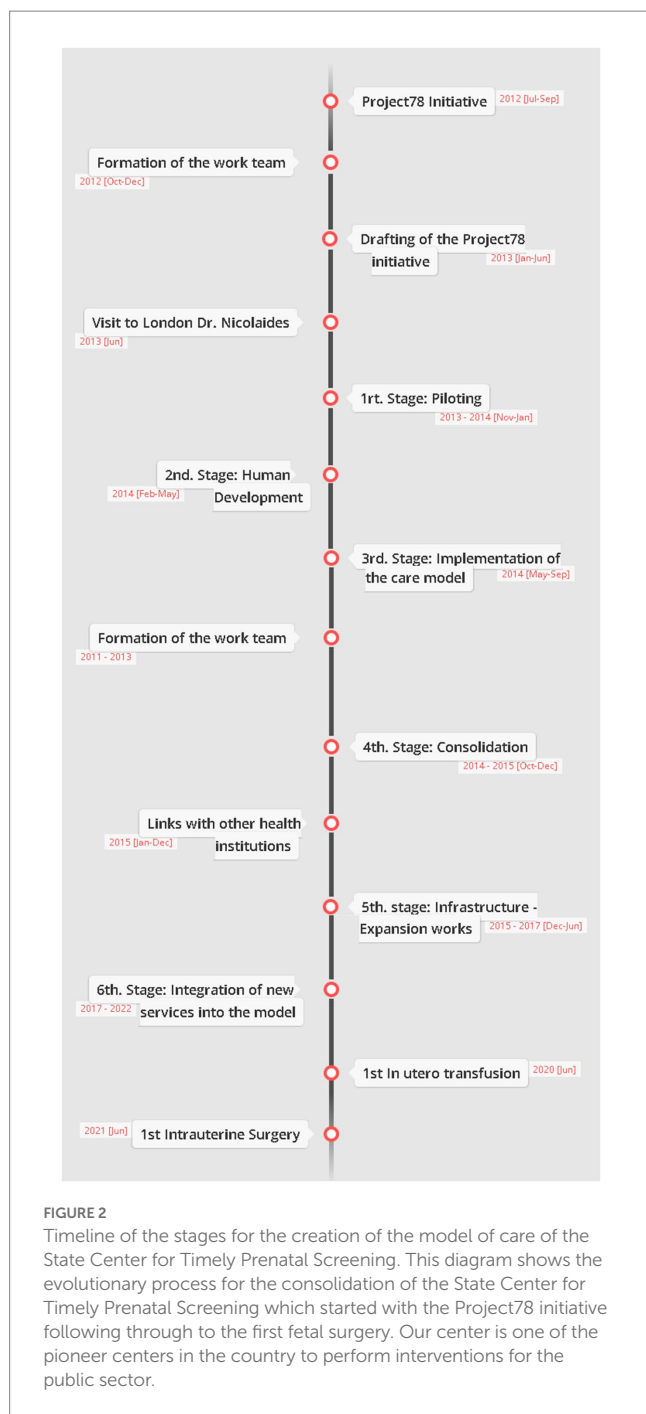 Project78 Initiative 2012 [Jul-Sep]
Formation of the work team
2012 [Oct-Dec]
Drafting of the Project78
initiative 2013 [Jan-Jun]
Visit to London Dr. Nicolaides
2013 [Jun]
1rt. Stage: Piloting
2013 - 2014 [Nov-Jan]
2nd. Stage: Human
2014 [Feb-May] Development
3rd. Stage: Implementation of
the care model 2014 [May-Sep]
Formation of the work team
2011 - 2013
4th. Stage: Consolidation
2014 - 2015 [Oct-Dec]
Links with other health
2015 [Jan-Dec] institutions
5th. stage: Infrastructure -
Expansion works 2015 - 2017 [Dec-Jun]
6th. Stage: Integration of new
2017 - 2022 services into the model
1st In utero transfusion 2020 [Jun]
2021 [Jun] 1st Intrauterine Surgery
FIGURE 2
Timeline of the stages for the creation of the model of care of the
State Center for Timely Prenatal Screening. This diagram shows the
evolutionary process for the consolidation of the State Center for
Timely Prenatal Screening which started with the Project78 initiative
following through to the first fetal surgery. Our center is one of the
pioneer centers in the country to perform interventions for the
public sector.